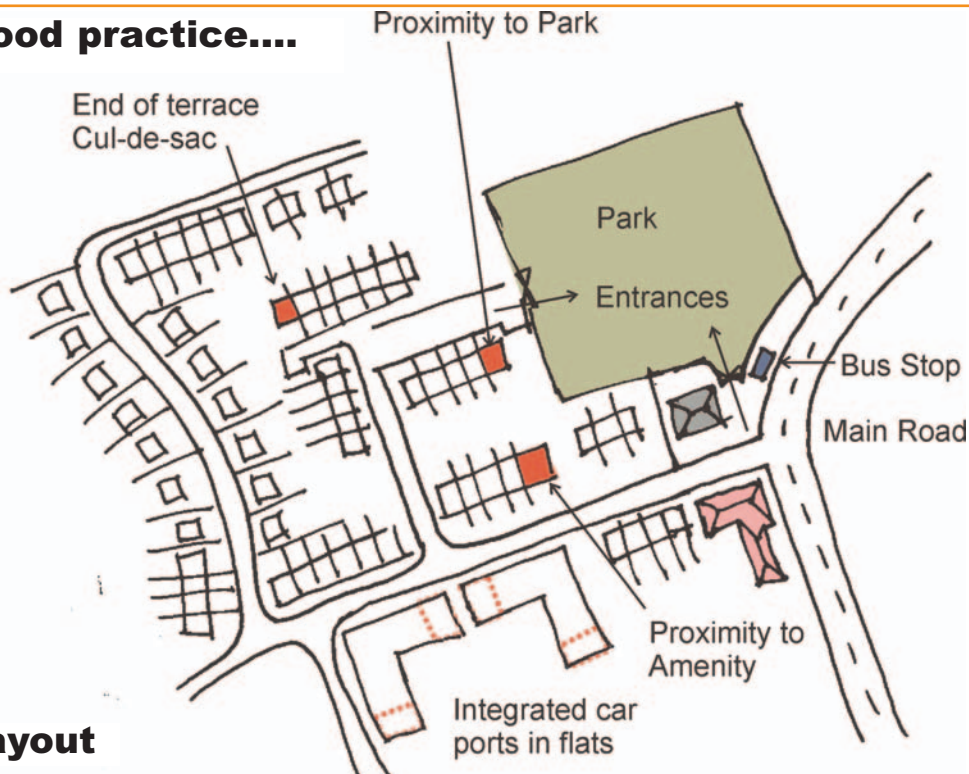 ood practice....
Proximity to Park
End of terrace
Cul-de-sac
Park
Entrances
Bus Stop
Main Road
Proximity to
Amenity
Integrated car
ports in flats
ayout